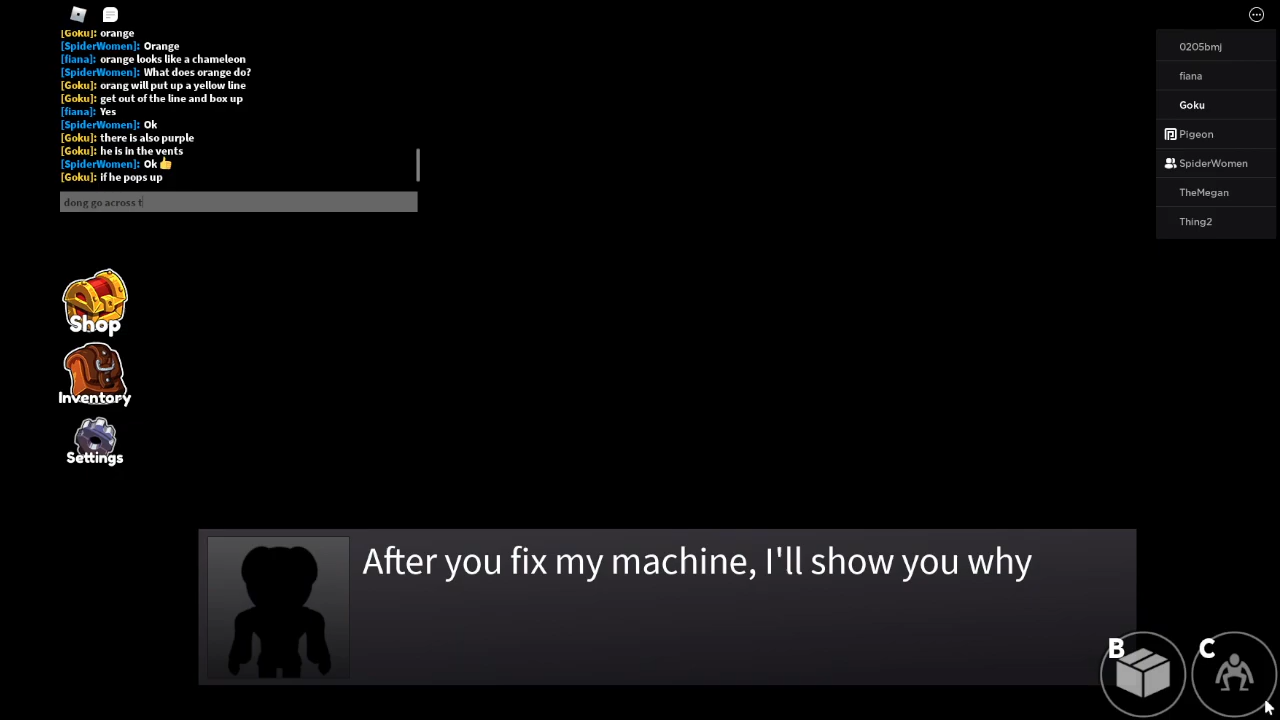 [Goku]: orange
[SpiderWomen]: Orange
[fiana]: orange looks like a chameleon
[SpiderWomen]: What does orange do?
[Goku]: orang will put up a yellow line
[Goku]: get out of the line and box up
[fiana]: Yes
[SpiderWomen]: Ok
[Goku]: there is also purple
[Goku]: he is in the vents
[SpiderWomen]: Ok👍
[Goku]: if he pops up
dong go across t
0205bmj
fiana
Goku
Pigeon
SpiderWomen
TheMegan
Thing2
Shop
Inventory
Settings
After you fix my machine, I'll show you why
B
C